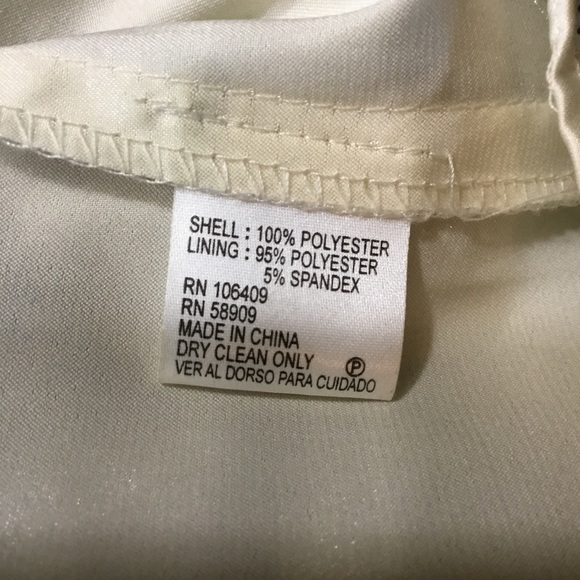 SHELL : 100% POLYESTER
LINING : 95% POLYESTER
5% SPANDEX
RN 106409
RN 58909
MADE IN CHINA
DRY CLEAN ONLY Ⓟ
VER AL DORSO PARA CUIDADO